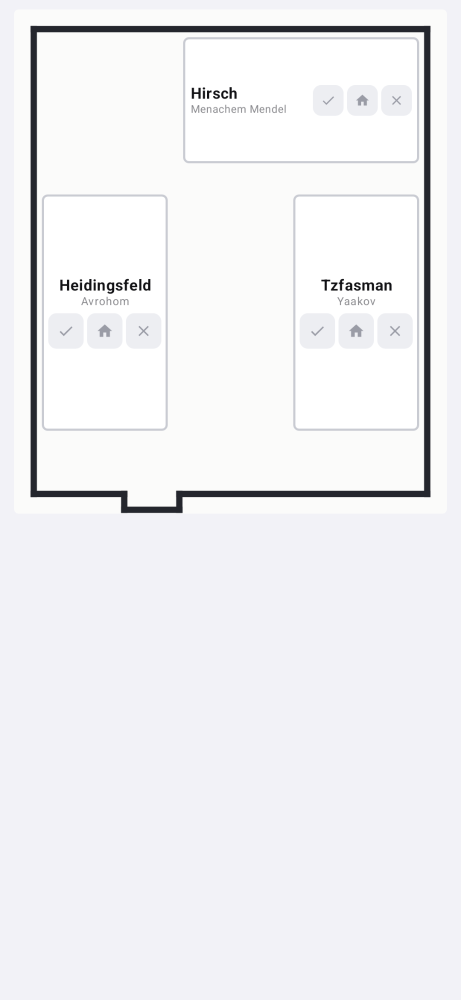 Hirsch
Menachem Mendel
Heidingsfeld
Avrohom
Tzfasman
Yaakov